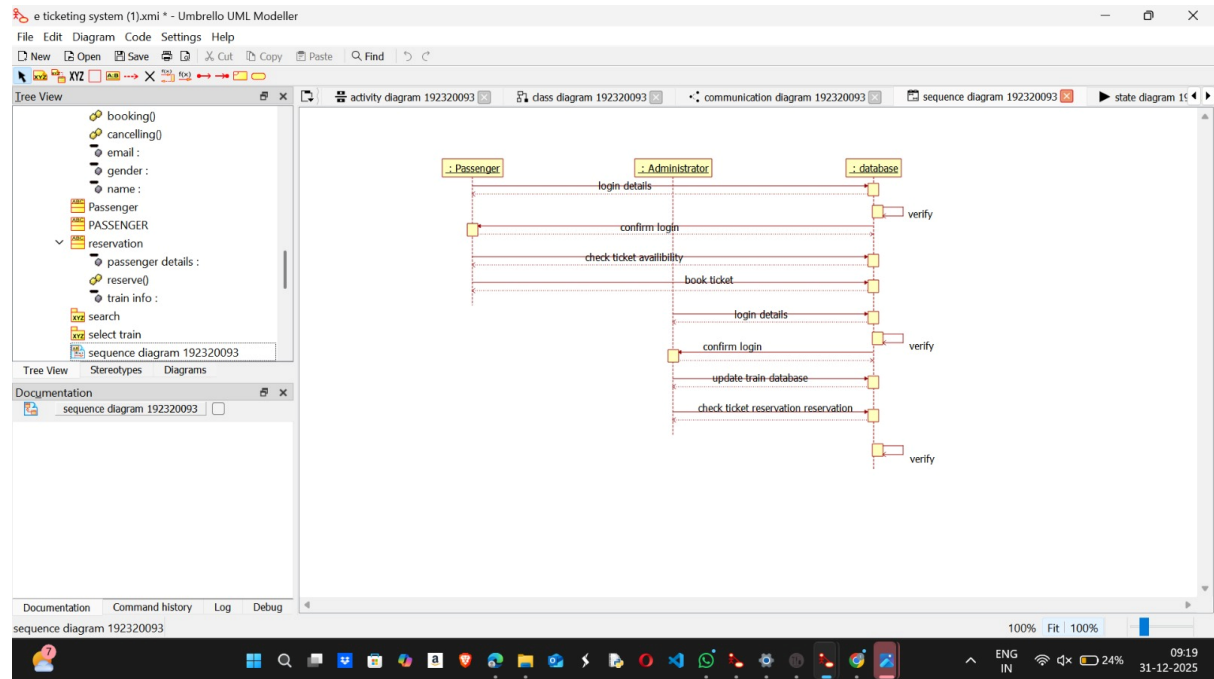 e ticketing system (1).xmi * - Umbrello UML Modeller
File Edit Diagram Code Settings Help
New Open Save Cut Copy Paste Find
XYZ A.B
Tree View
activity diagram 192320093 class diagram 192320093 communication diagram 192320093 sequence diagram 192320093 state diagram 19
booking()
cancelling()
email :
gender :
name :
Passenger
PASSENGER
reservation
passenger details :
reserve()
train info :
search
select train
sequence diagram 192320093
Tree View Stereotypes Diagrams
Documentation
sequence diagram 192320093
: Passenger : Administrator : database
login details
verify
confirm login
check ticket availibility
book ticket
login details
verify
confirm login
update train database
check ticket reservation reservation
verify
Documentation Command history Log Debug
sequence diagram 192320093 100% Fit 100%
7
ENG
IN
24%
09:19
31-12-2025